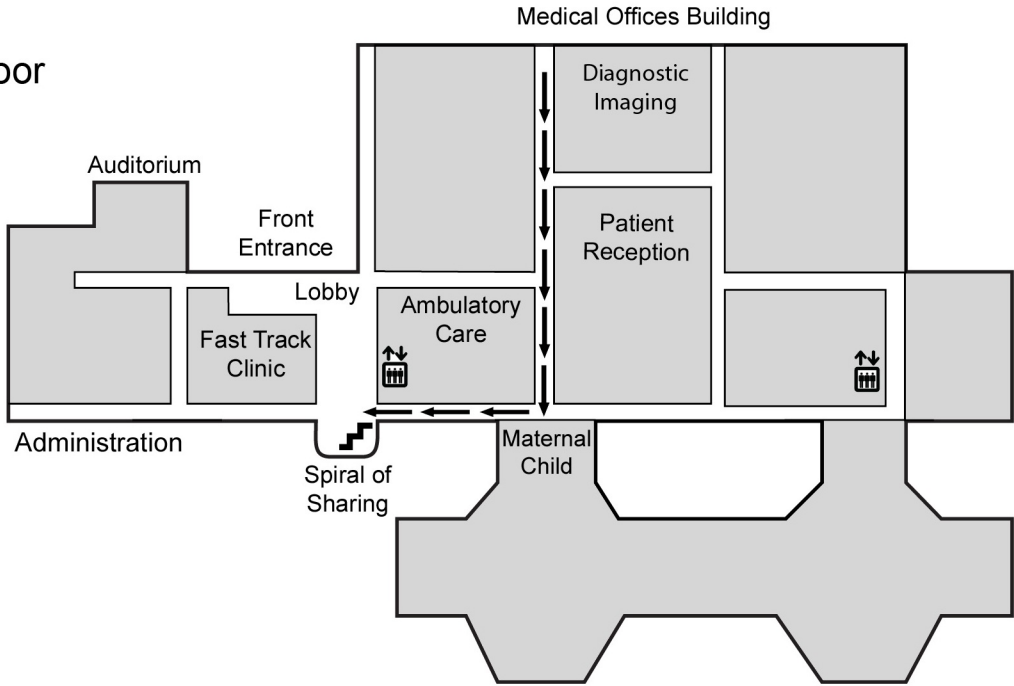 Medical Offices Building
oor
Diagnostic
Imaging
Auditorium
Front
Entrance
Patient
Reception
Lobby
Ambulatory
Care
Fast Track
Clinic
Administration
Maternal
Child
Spiral of
Sharing